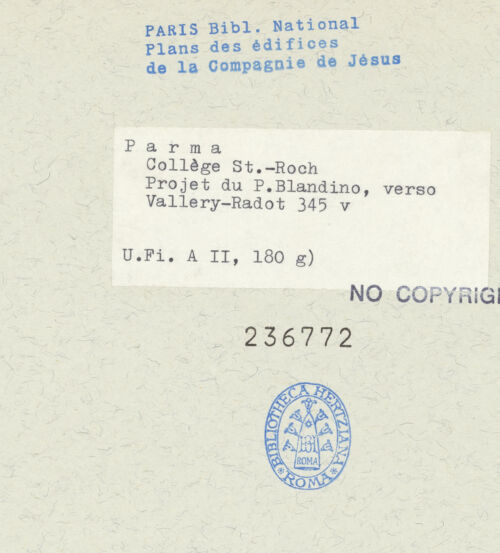 PARIS Bibl. National
Plans des édifices
de la Compagnie de Jésus
P a r m a
Collège St.-Roch
Projet du P.Blandino, verso
Vallery-Radot 345 v
U.Fi. A II, 180 g)
NO COPYRIG
236772
BIBLIOTHECA HERTZIANA
ROMA
* ROMA *